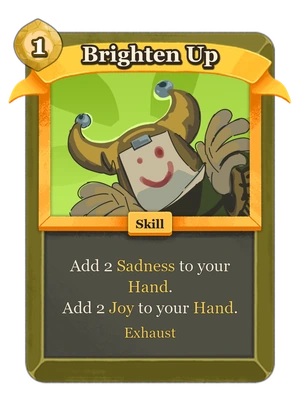 1
Brighten Up
Skill
Add 2 Sadness to your
Hand.
Add 2 Joy to your Hand.
Exhaust